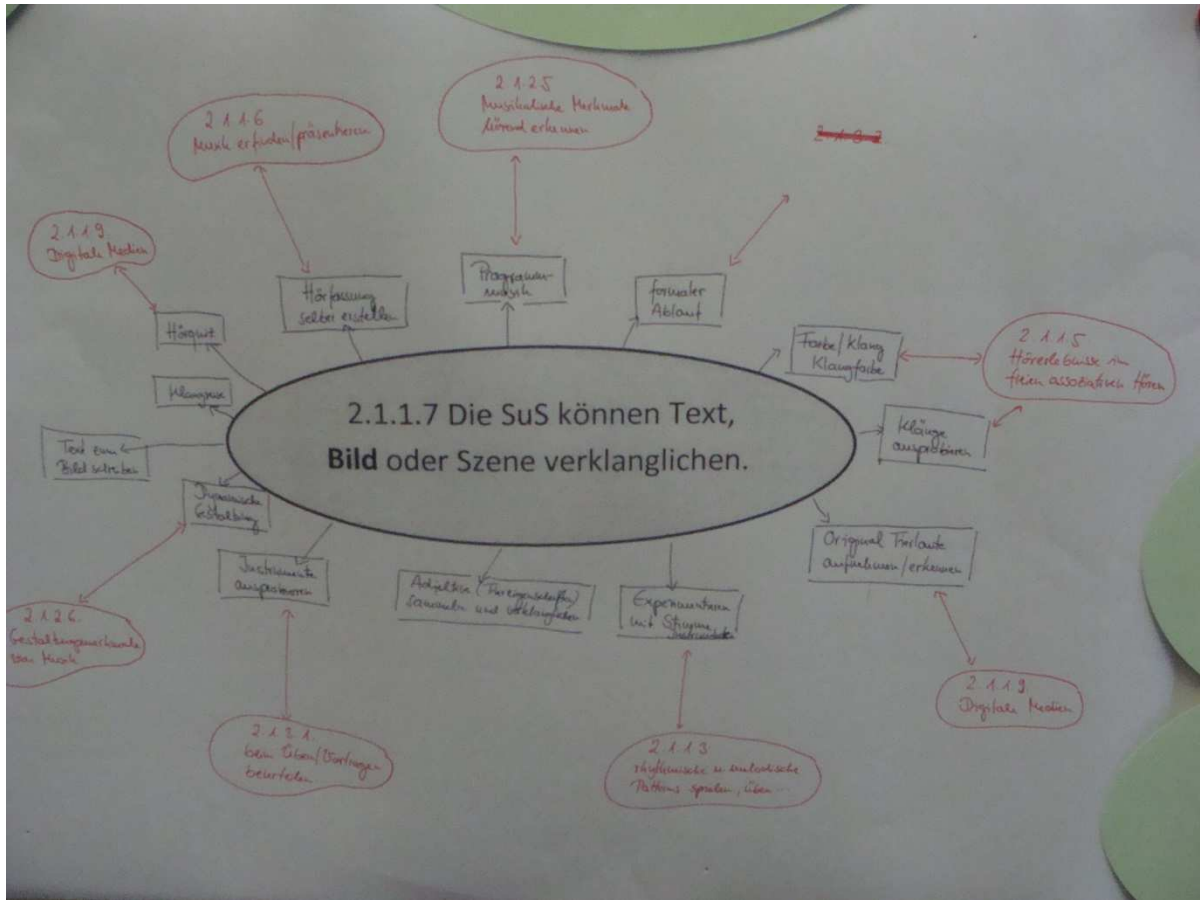 2.1.2.5
Musikalische Merkmale
hörend erkennen
2.1.1.6
Musik erfinden/präsentieren
2.1.1.9.
Digitale Medien
Programm-
musik
formaler
Ablauf
Hörfassung
selber erstellen
Hörquiz
Farbe/Klang
Klangfarbe
2.1.1.5
Hörerlebnisse im
freien assoziativen Hören
Klangreise
2.1.1.7 Die SuS können Text,
Bild oder Szene verklanglichen.
Klänge
ausprobieren
Text zum
Bild schreiben
Dynamische
Gestaltung
Original Tierlaute
aufnehmen/erkennen
Instrumente
ausprobieren
Adjektive (Tiereigenschaften)
sammeln und verklanglichen
Experimentieren
mit Stimme,
Instrumenten
2.1.2.6.
Gestaltungsmerkmale
von Musik
2.1.1.9
Digitale Medien
2.1.3.1.
beim Üben/Vortragen
beurteilen
2.1.1.3
rhythmische u. melodische
Patterns spielen, üben...